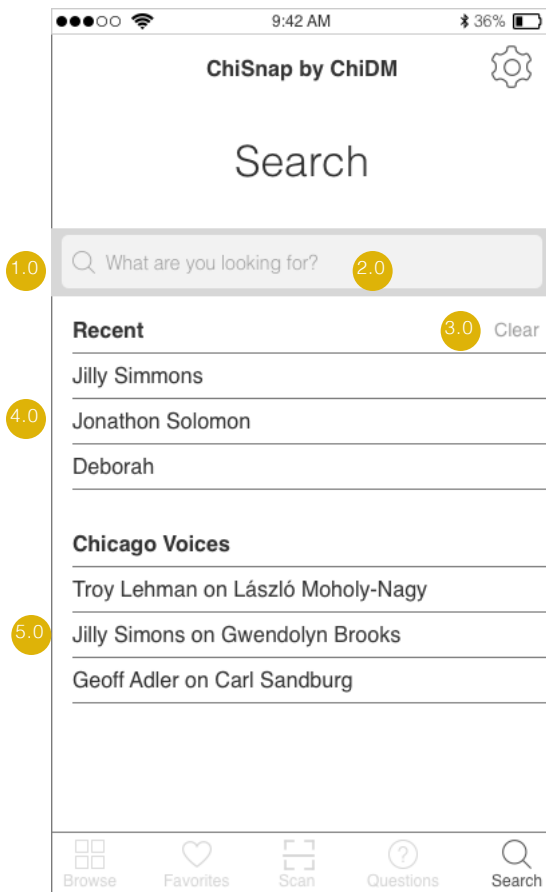 9:42 AM 36%
ChiSnap by ChiDM
Search
1.0 What are you looking for? 2.0
Recent 3.0 Clear
Jilly Simmons
4.0 Jonathon Solomon
Deborah
Chicago Voices
Troy Lehman on László Moholy-Nagy
5.0 Jilly Simons on Gwendolyn Brooks
Geoff Adler on Carl Sandburg
Browse Favorites Scan Questions Search